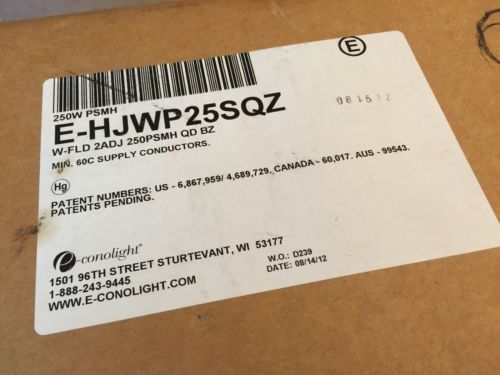 E
250W PSMH
E-HJWP25SQZ
W-FLD 2ADJ 250PSMH QD BZ
MIN. 60C SUPPLY CONDUCTORS.
Hg
PATENT NUMBERS: US - 6,867,959/ 4,689,729. CANADA - 60,017. AUS - 99543.
PATENTS PENDING.
e-conolight
1501 96TH STREET STURTEVANT, WI 53177
1-888-243-9445
WWW.E-CONOLIGHT.COM
W.O.: D239
DATE: 08/14/12